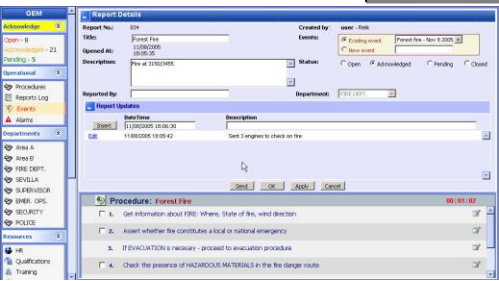 GEM
Acknowledge
Open - 8
Acknowledged - 21
Pending - 5
Operational
Procedures
Reports Log
Events
Alarms
Departments
Area A
Area B
FIRE DEPT.
SEVILLA
SUPERVISOR
EMER. OPS.
SECURITY
POLICE
Resources
HR
Qualifications
Training
Report Details
Report No.: 034 Created by: user - Reik
Title: Forest Fire Events: Existing event Forest fire - Nov 8 2005
New event
Opened At: 11/08/2005
18:05:35
Description: Fire at 3150/3455 Status: Open Acknowledged Pending Closed
Reported By: Department: FIRE DEPT.
Report Updates
DateTime Description
Insert 11/08/2005 18:06:30
Edit 11/08/2005 18:05:42 Sent 3 engines to check on fire
Send OK Apply Cancel
Procedure: Forest Fire 00:01:02
1. Get information about FIRE: Where, State of fire, wind direction
2. Assert whether fire constitutes a local or national emergency
3. If EVACUATION is necessary - proceed to evacuation procedure
4. Check the presence of HAZARDOUS MATERIALS in the fire danger route